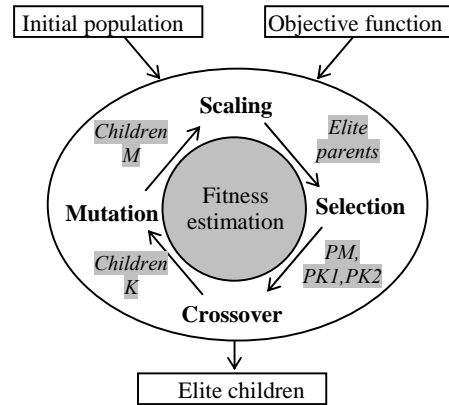 Initial population
Objective function
Scaling
Children
M
Elite
parents
Mutation
Fitness
estimation
Selection
Children
K
PM,
PK1,PK2
Crossover
Elite children